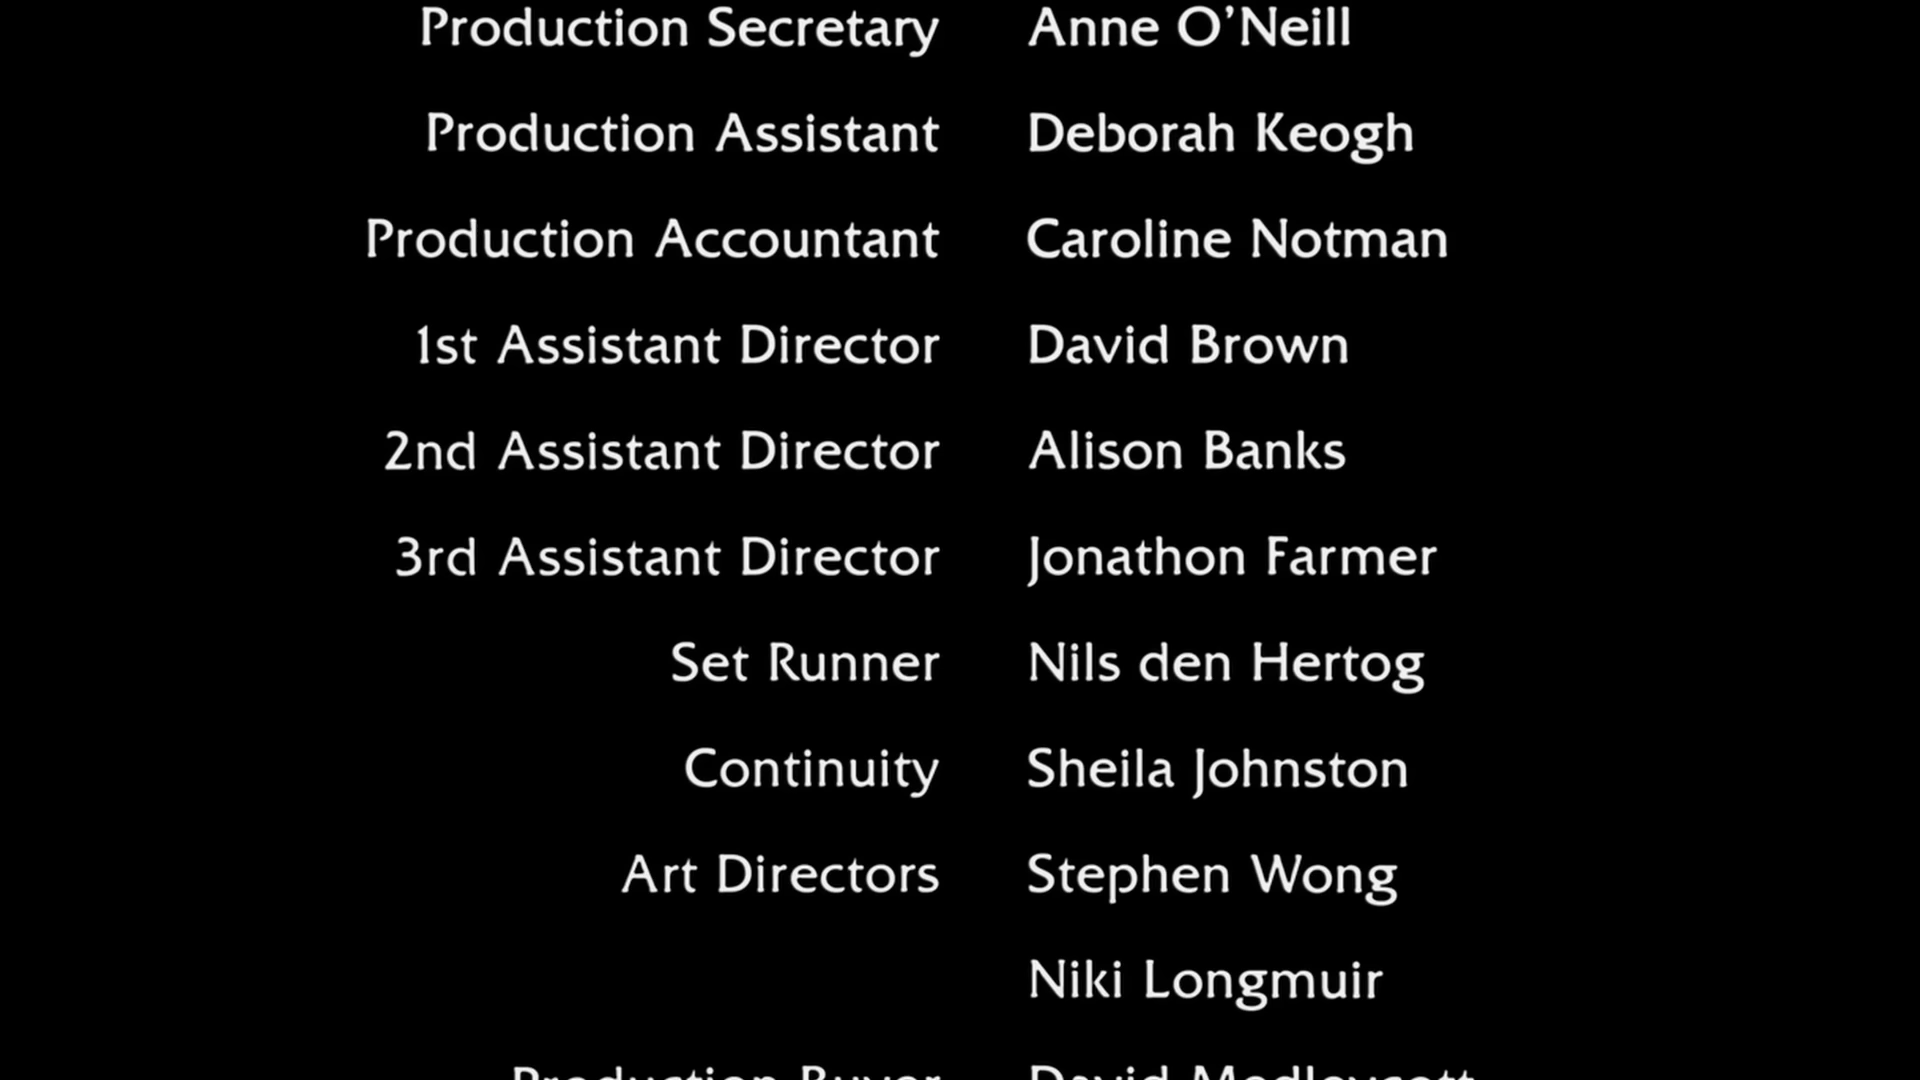 Production Secretary Anne O'Neill
Production Assistant Deborah Keogh
Production Accountant Caroline Notman
1st Assistant Director David Brown
2nd Assistant Director Alison Banks
3rd Assistant Director Jonathon Farmer
Set Runner Nils den Hertog
Continuity Sheila Johnston
Art Directors Stephen Wong
Niki Longmuir
Production Buyer David Medleycott